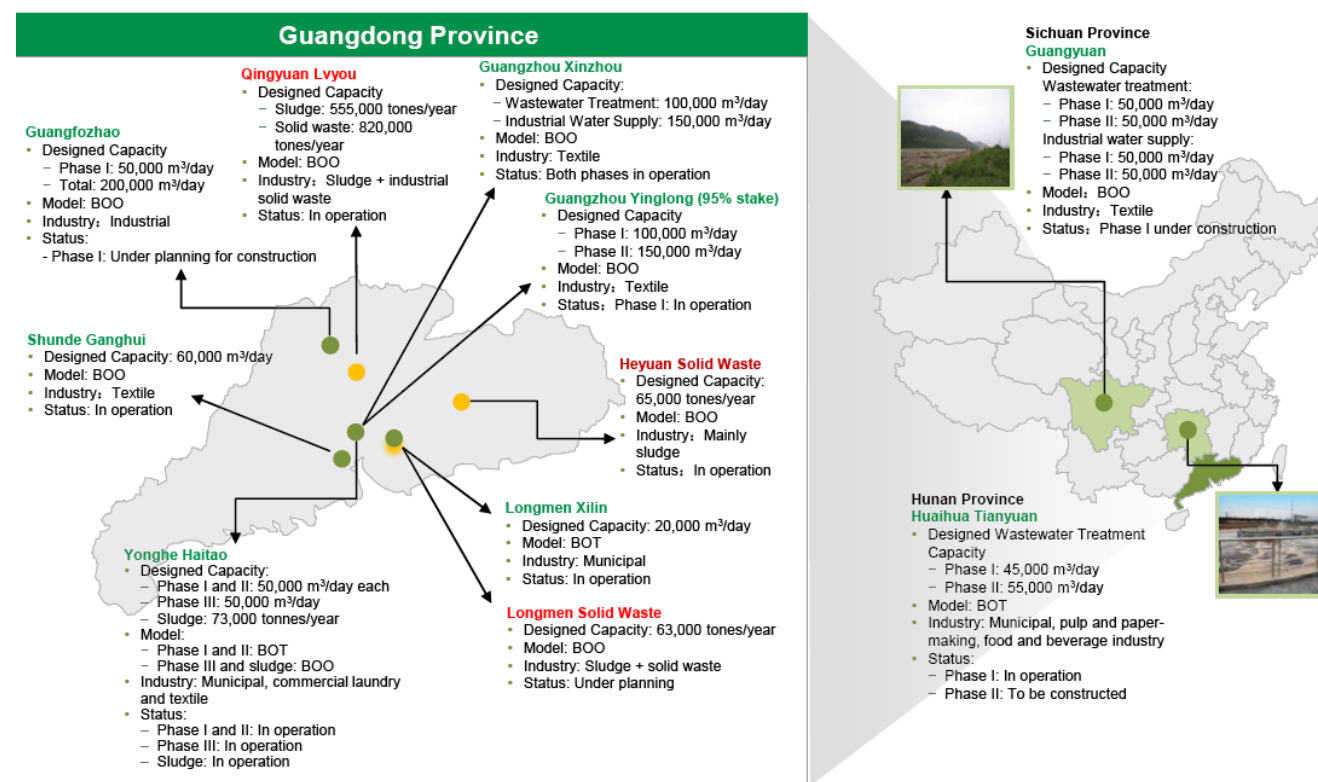 Guangdong Province
Guangfozhao
• Designed Capacity
– Phase I: 50,000 m³/day
– Total: 200,000 m³/day
• Model: BOO
• Industry：Industrial
• Status:
- Phase I: Under planning for construction
Qingyuan Lvyou
• Designed Capacity
– Sludge: 555,000 tones/year
– Solid waste: 820,000
tones/year
• Model: BOO
• Industry：Sludge + industrial
solid waste
• Status: In operation
Guangzhou Xinzhou
• Designed Capacity:
– Wastewater Treatment: 100,000 m³/day
– Industrial Water Supply: 150,000 m³/day
• Model: BOO
• Industry: Textile
• Status: Both phases in operation
Guangzhou Yinglong (95% stake)
• Designed Capacity
– Phase I: 100,000 m³/day
– Phase II: 150,000 m³/day
• Model: BOO
• Industry: Textile
• Status：Phase I: In operation
Shunde Ganghui
• Designed Capacity: 60,000 m³/day
• Model: BOO
• Industry：Textile
• Status: In operation
Heyuan Solid Waste
• Designed Capacity:
65,000 tones/year
• Model: BOO
• Industry：Mainly
sludge
• Status：In operation
Longmen Xilin
• Designed Capacity: 20,000 m³/day
• Model: BOT
• Industry: Municipal
• Status: In operation
Longmen Solid Waste
• Designed Capacity: 63,000 tones/year
• Model: BOO
• Industry: Sludge + solid waste
• Status: Under planning
Yonghe Haitao
• Designed Capacity:
– Phase I and II: 50,000 m³/day each
– Phase III: 50,000 m³/day
– Sludge: 73,000 tonnes/year
• Model:
– Phase I and II: BOT
– Phase III and sludge: BOO
• Industry: Municipal, commercial laundry
and textile
• Status:
– Phase I and II: In operation
– Phase III: In operation
– Sludge: In operation
Sichuan Province
Guangyuan
• Designed Capacity
Wastewater treatment:
– Phase I: 50,000 m³/day
– Phase II: 50,000 m³/day
Industrial water supply:
– Phase I: 50,000 m³/day
– Phase II: 50,000 m³/day
• Model：BOO
• Industry：Textile
• Status：Phase I under construction
Hunan Province
Huaihua Tianyuan
• Designed Wastewater Treatment
Capacity
– Phase I: 45,000 m³/day
– Phase II: 55,000 m³/day
• Model: BOT
• Industry: Municipal, pulp and paper-
making, food and beverage industry
• Status:
– Phase I: In operation
– Phase II: To be constructed